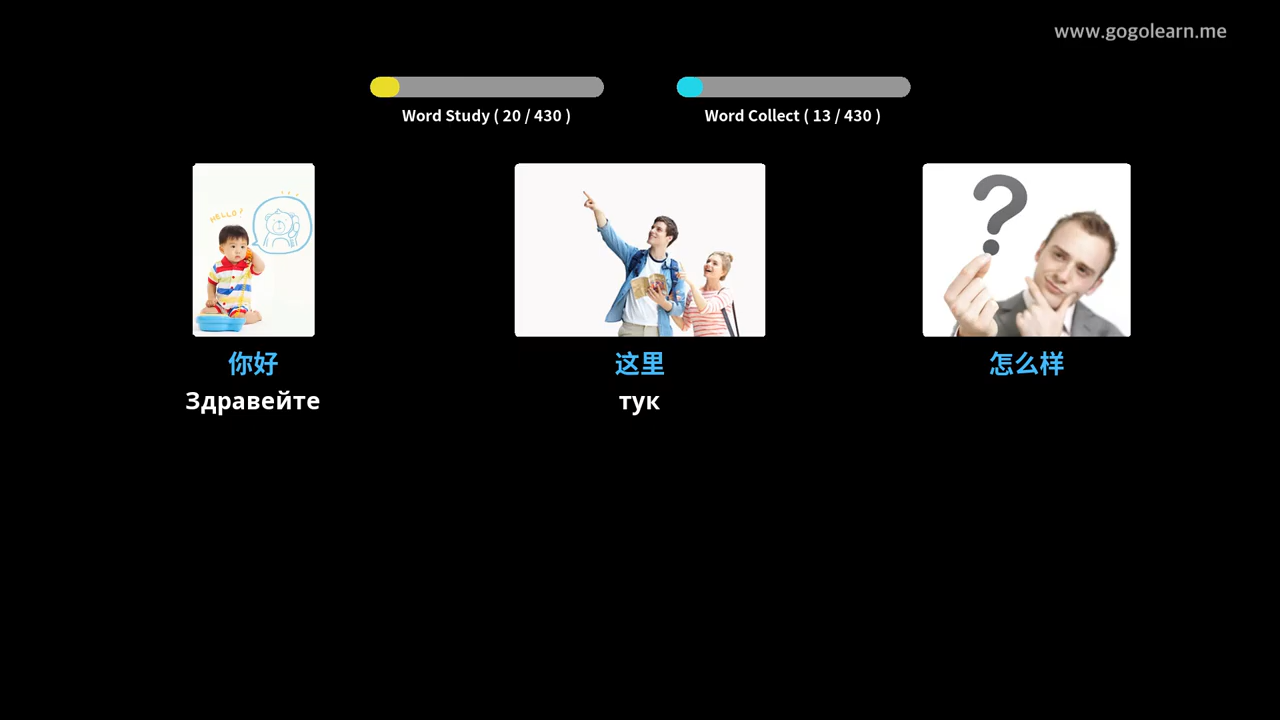 www.gogolearn.me
Word Study ( 20 / 430 )
Word Collect ( 13 / 430 )
HELLO?
你好
这里
怎么样
Здравейте
тук